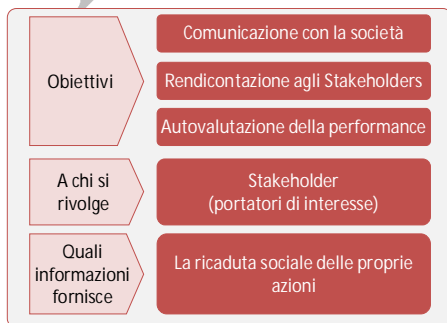 Obiettivi
Comunicazione con la società
Rendicontazione agli Stakeholders
Autovalutazione della performance
A chi si
rivolge
Stakeholder
(portatori di interesse)
Quali
informazioni
fornisce
La ricaduta sociale delle proprie
azioni